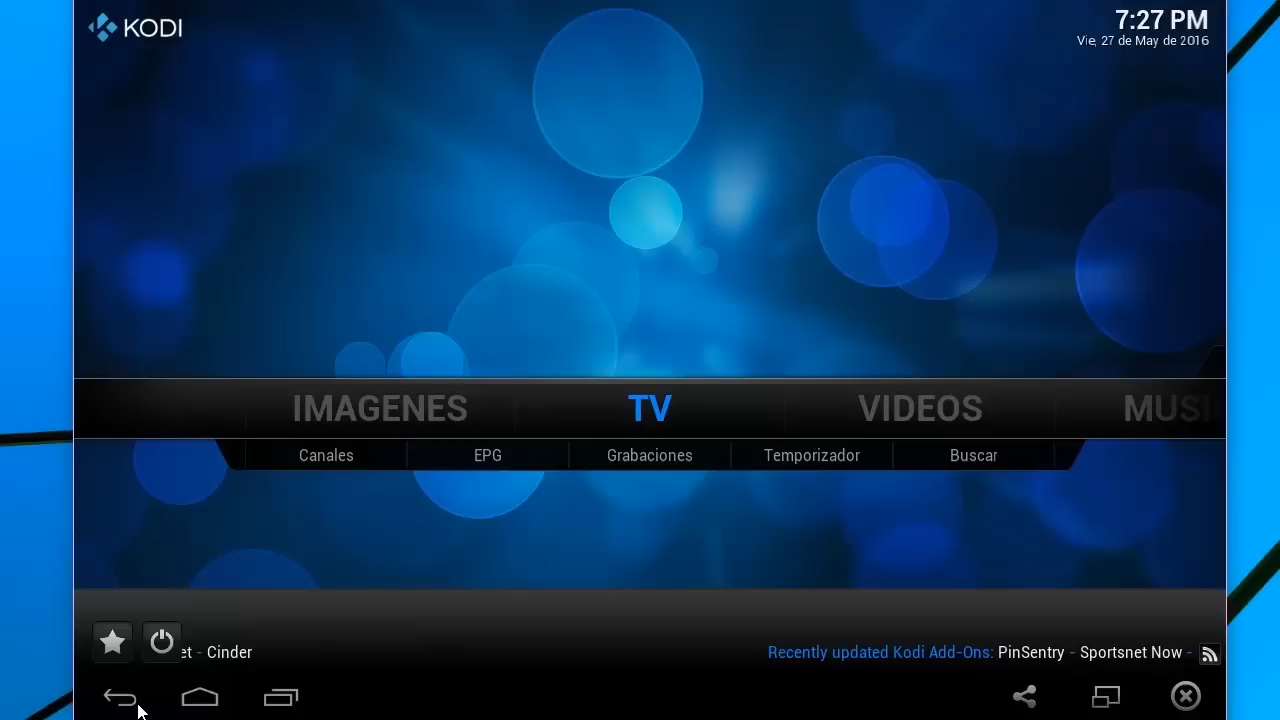 KODI
7:27 PM
Vie, 27 de May de 2016
IMAGENES TV VIDEOS
Canales EPG Grabaciones Temporizador Buscar
- Cinder Recently updated Kodi Add-Ons: PinSentry - Sportsnet Now -